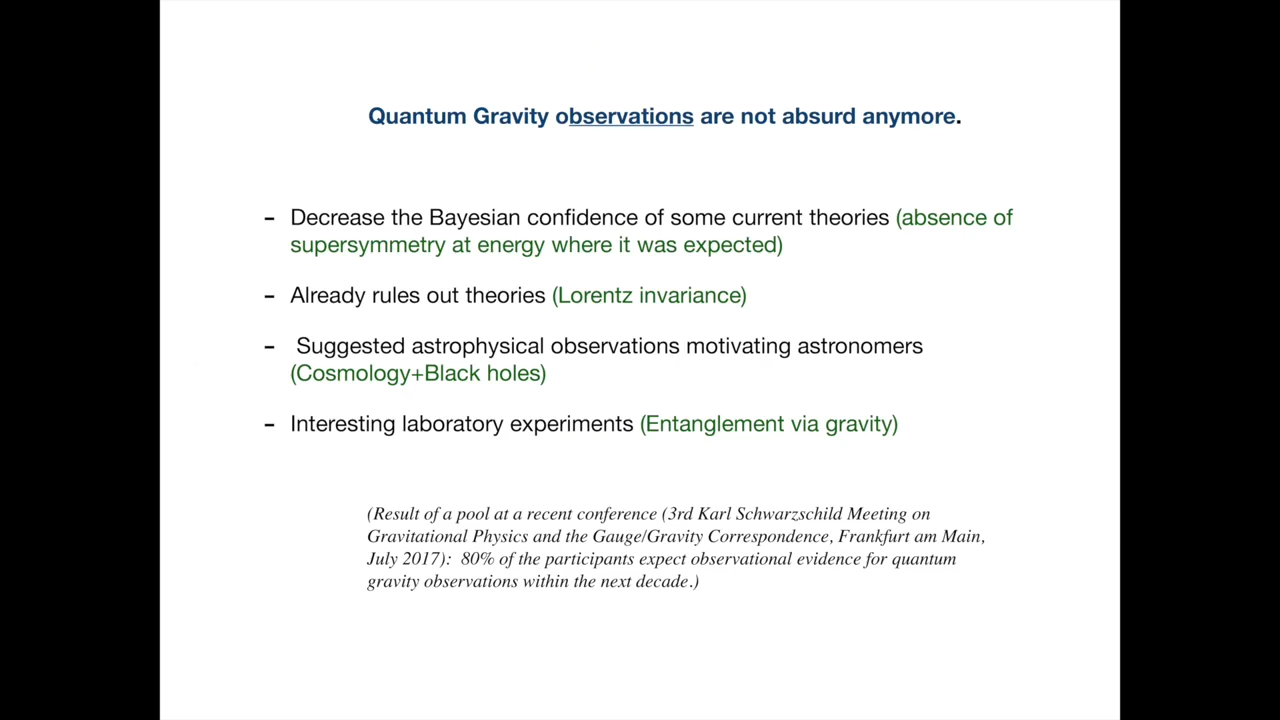 Quantum Gravity observations are not absurd anymore.
- Decrease the Bayesian confidence of some current theories (absence of
supersymmetry at energy where it was expected)
- Already rules out theories (Lorentz invariance)
- Suggested astrophysical observations motivating astronomers
(Cosmology+Black holes)
- Interesting laboratory experiments (Entanglement via gravity)
(Result of a pool at a recent conference (3rd Karl Schwarzschild Meeting on
Gravitational Physics and the Gauge/Gravity Correspondence, Frankfurt am Main,
July 2017): 80% of the participants expect observational evidence for quantum
gravity observations within the next decade.)